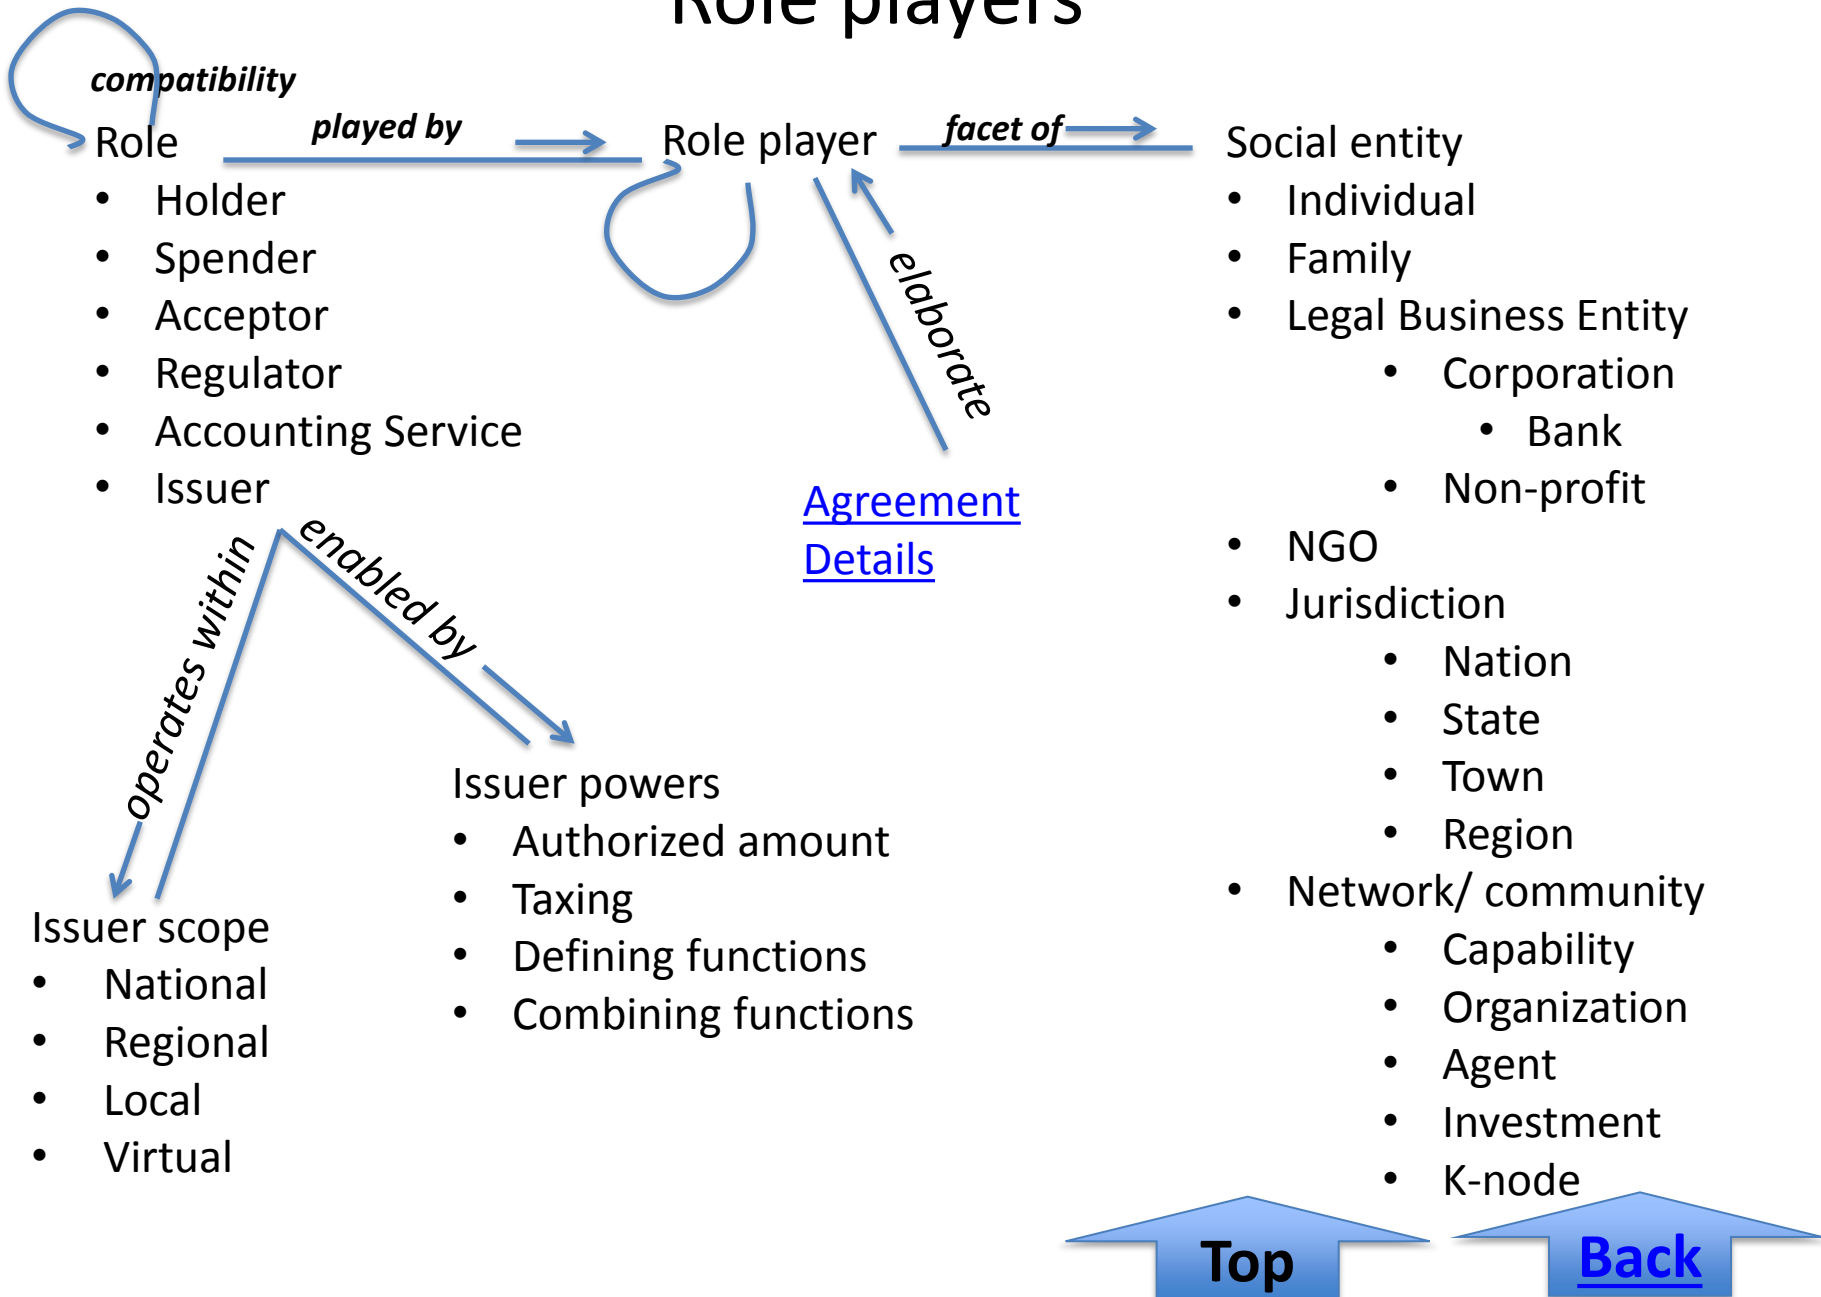 Role players
compatibility
Role
played by
Role player
facet of
Social entity
• Holder
• Spender
• Acceptor
• Regulator
• Accounting Service
• Issuer
elaborate
Agreement
Details
• Individual
• Family
• Legal Business Entity
• Corporation
• Bank
• Non-profit
• NGO
• Jurisdiction
• Nation
• State
• Town
• Region
• Network/ community
• Capability
• Organization
• Agent
• Investment
• K-node
operates within
enabled by
Issuer powers
• Authorized amount
• Taxing
• Defining functions
• Combining functions
Issuer scope
• National
• Regional
• Local
• Virtual
Top
Back